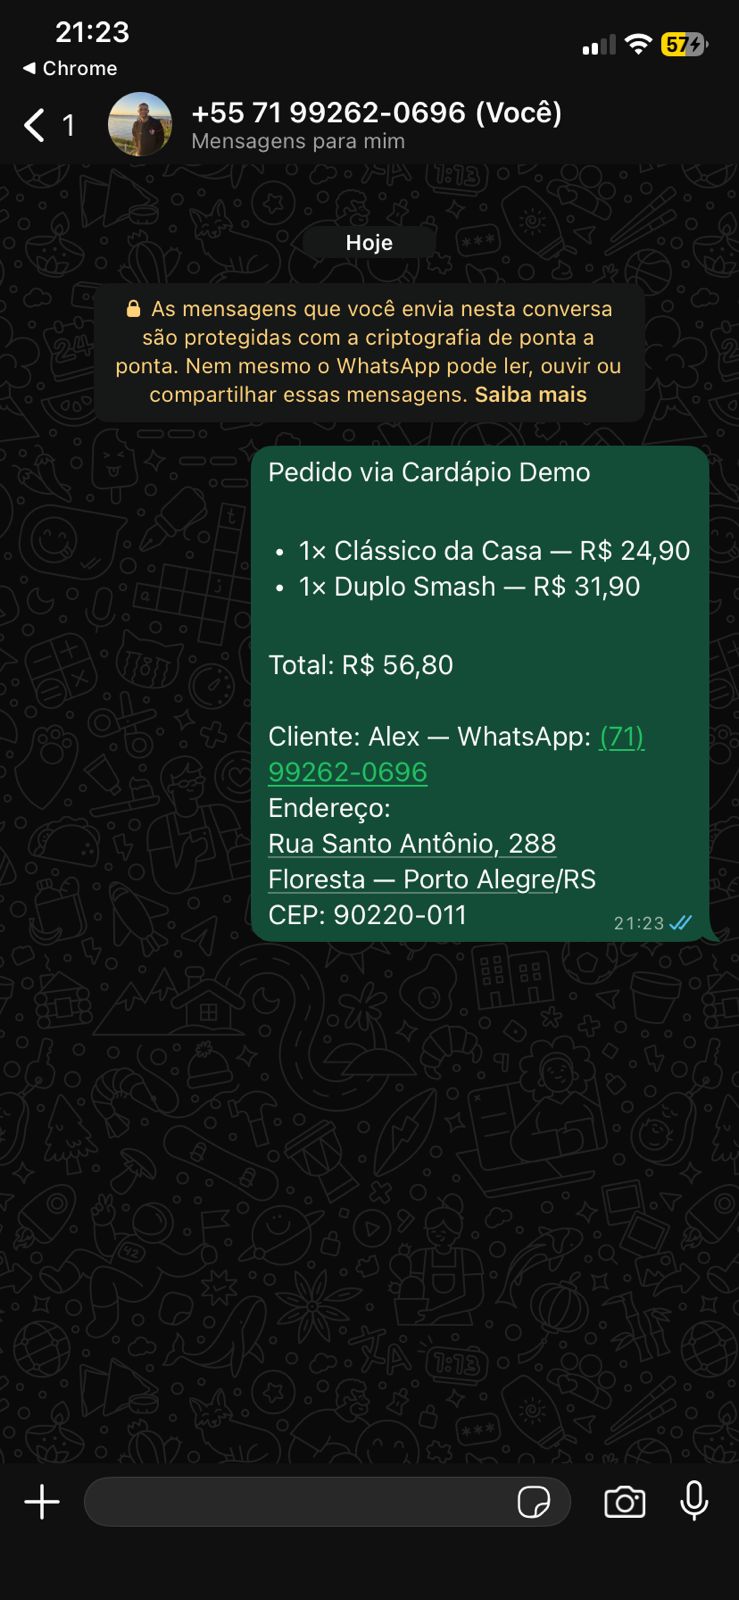 21:23
57
◀ Chrome
1
+55 71 99262-0696 (Você)
Mensagens para mim
Hoje
As mensagens que você envia nesta conversa
são protegidas com a criptografia de ponta a
ponta. Nem mesmo o WhatsApp pode ler, ouvir ou
compartilhar essas mensagens. Saiba mais
Pedido via Cardápio Demo
• 1× Clássico da Casa — R$ 24,90
• 1× Duplo Smash — R$ 31,90
Total: R$ 56,80
Cliente: Alex — WhatsApp: (71)
99262-0696
Endereço:
Rua Santo Antônio, 288
Floresta — Porto Alegre/RS
CEP: 90220-011
21:23